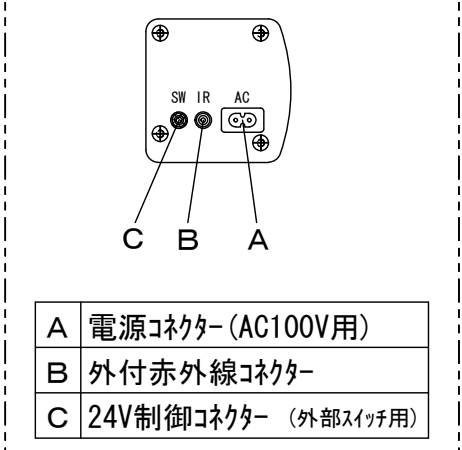 SW IR AC
C B A
A 電源ｺﾈｸﾀｰ(AC100V用)
B 外付赤外線ｺﾈｸﾀｰ
C 24V制御ｺﾈｸﾀｰ (外部ｽｲｯﾁ用)